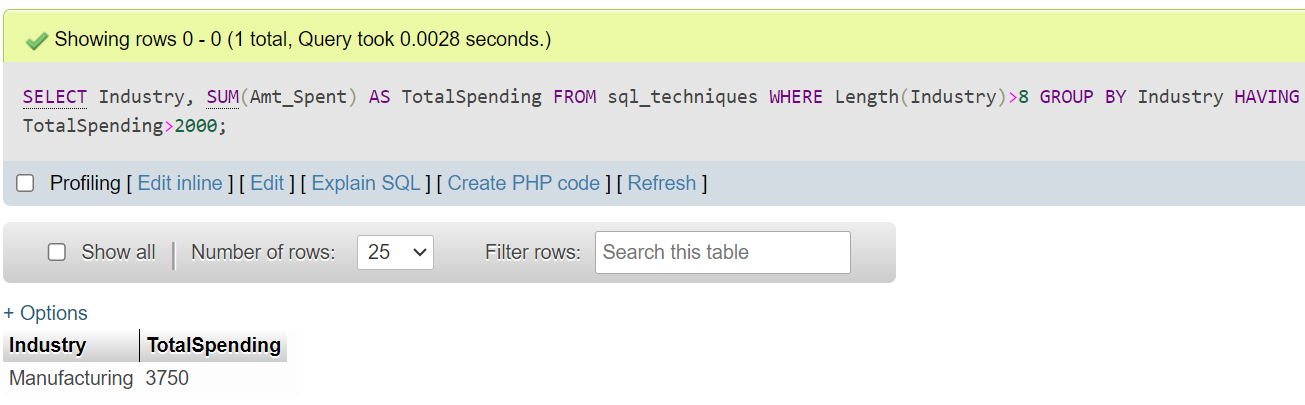 Showing rows 0 - 0 (1 total, Query took 0.0028 seconds.)
SELECT Industry, SUM(Amt_Spent) AS TotalSpending FROM sql_techniques WHERE Length(Industry)>8 GROUP BY Industry HAVING
TotalSpending>2000;
Profiling [ Edit inline ] [ Edit ] [ Explain SQL ] [ Create PHP code ] [ Refresh ]
Show all | Number of rows: 25 Filter rows: Search this table
+ Options
Industry TotalSpending
Manufacturing 3750